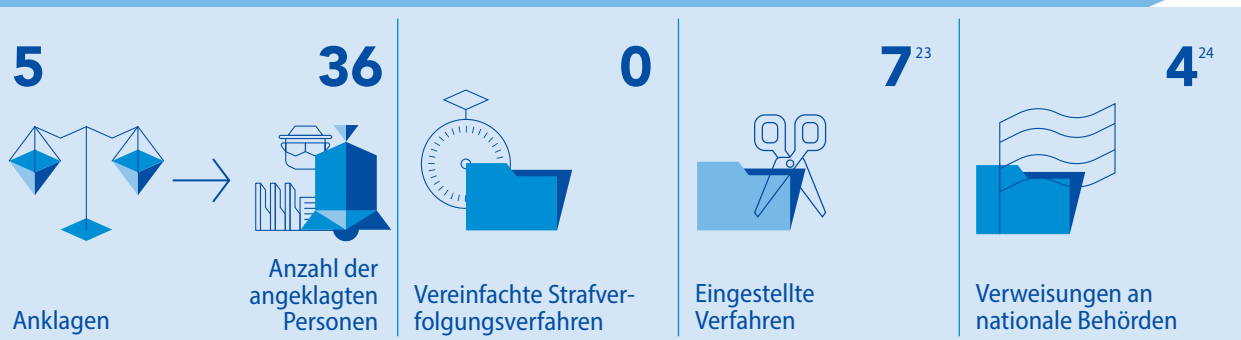 5
Anklagen
36
Anzahl der
angeklagten
Personen
0
Vereinfachte Strafver-
folgungsverfahren
7 23
Eingestellte
Verfahren
4 24
Verweisungen an
nationale Behörden